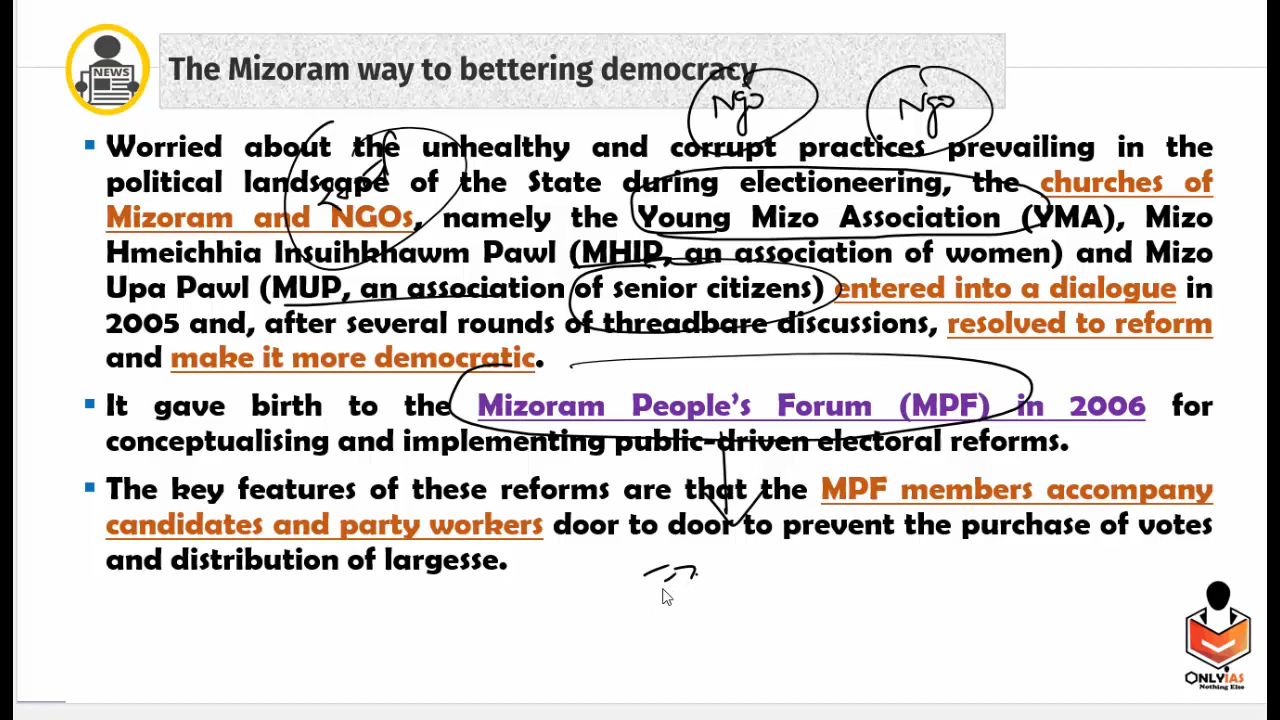 NEWS
The Mizoram way to bettering democracy
Ngo
Ngo
Worried about the unhealthy and corrupt practices prevailing in the
political landscape of the State during electioneering, the churches of
Mizoram and NGOs, namely the Young Mizo Association (YMA), Mizo
Hmeichhia Insuihkhawm Pawl (MHIP, an association of women) and Mizo
Upa Pawl (MUP, an association of senior citizens) entered into a dialogue in
2005 and, after several rounds of threadbare discussions, resolved to reform
and make it more democratic.
It gave birth to the Mizoram People’s Forum (MPF) in 2006 for
conceptualising and implementing public-driven electoral reforms.
The key features of these reforms are that the MPF members accompany
candidates and party workers door to door to prevent the purchase of votes
and distribution of largesse.
ONLYIAS
Nothing Else